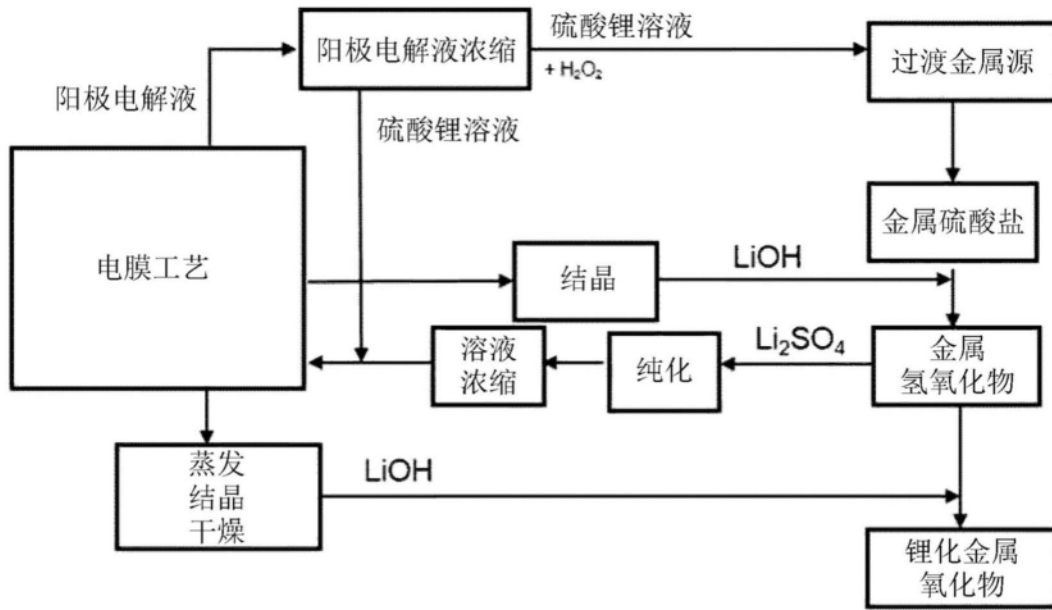 阳极电解液浓缩
硫酸锂溶液
+ H₂O₂
过渡金属源
阳极电解液
硫酸锂溶液
电膜工艺
金属硫酸盐
结晶
LiOH
溶液
浓缩
纯化
Li₂SO₄
金属
氢氧化物
蒸发
结晶
干燥
LiOH
锂化金属
氧化物